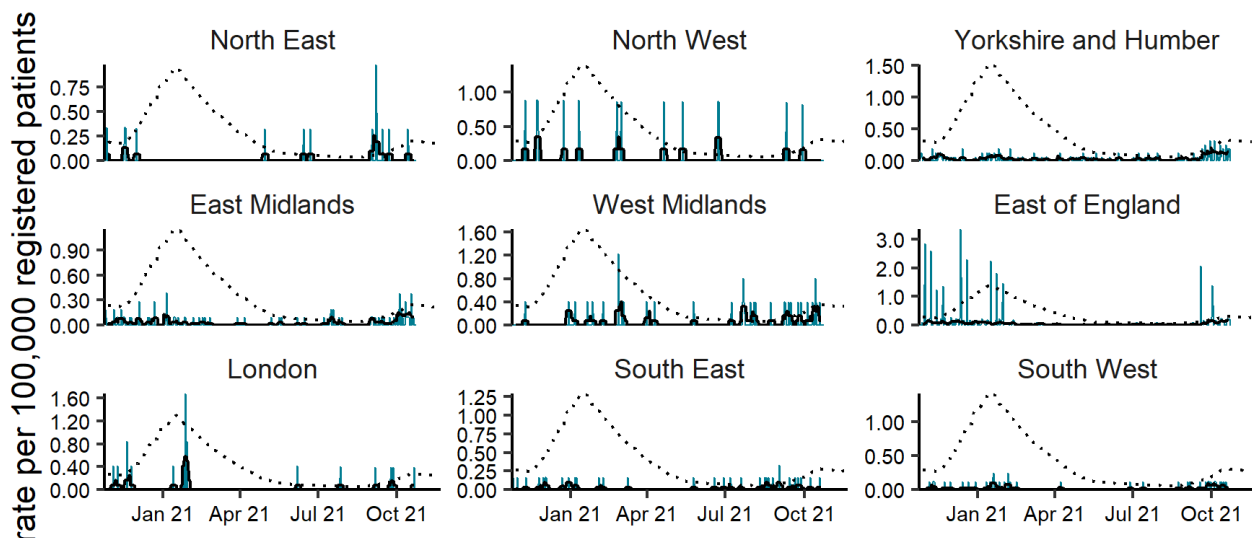 rate per 100,000 registered patients
North East
North West
Yorkshire and Humber
0.75
0.50
0.25
0.00
1.00
0.50
0.00
1.50
1.00
0.50
0.00
East Midlands
West Midlands
East of England
0.90
0.60
0.30
0.00
1.60
1.20
0.80
0.40
0.00
3.0
2.0
1.0
0.0
London
South East
South West
1.60
1.20
0.80
0.40
0.00
1.25
1.00
0.75
0.50
0.25
0.00
1.00
0.50
0.00
Jan 21 Apr 21 Jul 21 Oct 21
Jan 21 Apr 21 Jul 21 Oct 21
Jan 21 Apr 21 Jul 21 Oct 21